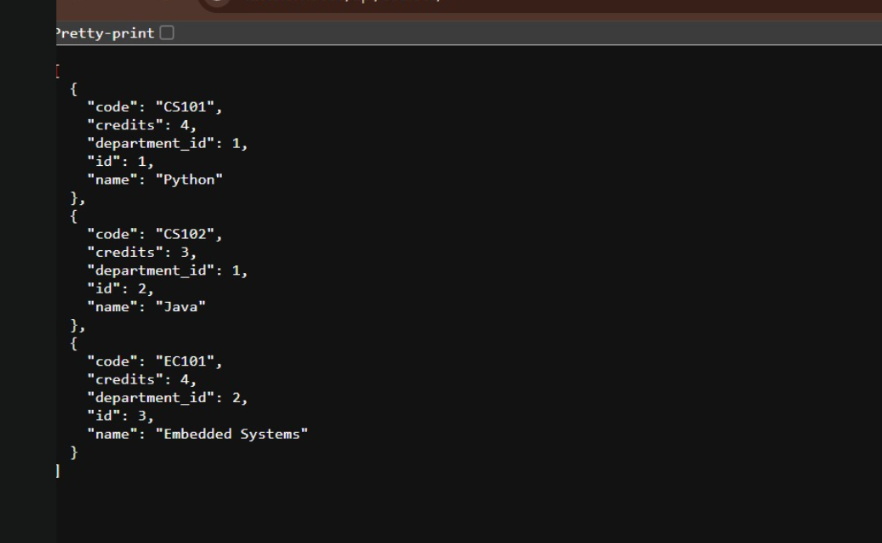 Pretty-print
[
  {
    "code": "CS101",
    "credits": 4,
    "department_id": 1,
    "id": 1,
    "name": "Python"
  },
  {
    "code": "CS102",
    "credits": 3,
    "department_id": 1,
    "id": 2,
    "name": "Java"
  },
  {
    "code": "EC101",
    "credits": 4,
    "department_id": 2,
    "id": 3,
    "name": "Embedded Systems"
  }
]